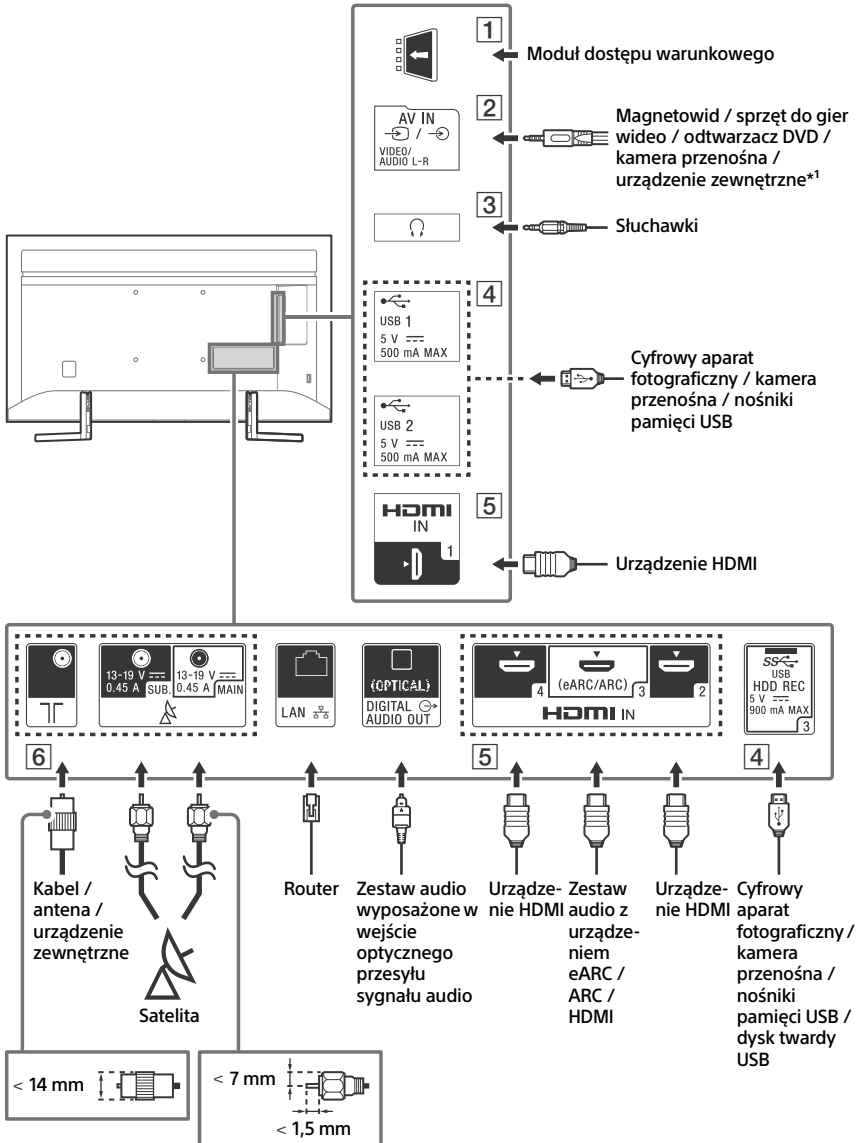 1
Moduł dostępu warunkowego
AV IN
/
VIDEO/
AUDIO L-R
2
Magnetowid / sprzęt do gier
wideo / odtwarzacz DVD /
kamera przenośna /
urządzenie zewnętrzne*1
3
Słuchawki
4
USB 1
5 V
500 mA MAX
USB 2
5 V
500 mA MAX
Cyfrowy aparat
fotograficzny / kamera
przenośna / nośniki
pamięci USB
5
HDMI
IN
1
Urządzenie HDMI
13-19 V
0.45 A
SUB.
13-19 V
0.45 A
MAIN
LAN
(OPTICAL)
DIGITAL
AUDIO OUT
4
(eARC/ARC)
3
2
HDMI IN
SS
USB
HDD REC
5 V
900 mA MAX
3
6
5
4
Kabel /
antena /
urządzenie
zewnętrzne
Satelita
Router
Zestaw audio
wyposażone w
wejście
optycznego
przesyłu
sygnału audio
Urządze-
nie HDMI
Zestaw
audio z
urządze-
niem
eARC /
ARC /
HDMI
Urządze-
nie HDMI
Cyfrowy
aparat
fotograficzny /
kamera
przenośna /
nośniki
pamięci USB /
dysk twardy
USB
< 14 mm
< 7 mm
< 1,5 mm